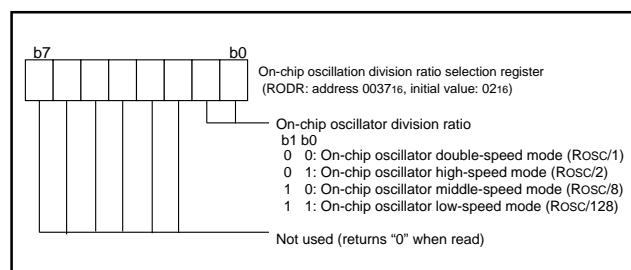 b7 b0
On-chip oscillation division ratio selection register
(RODR: address 003716, initial value: 0216)
On-chip oscillator division ratio
b1 b0
0 0: On-chip oscillator double-speed mode (ROSC/1)
0 1: On-chip oscillator high-speed mode (ROSC/2)
1 0: On-chip oscillator middle-speed mode (ROSC/8)
1 1: On-chip oscillator low-speed mode (ROSC/128)
Not used (returns “0” when read)